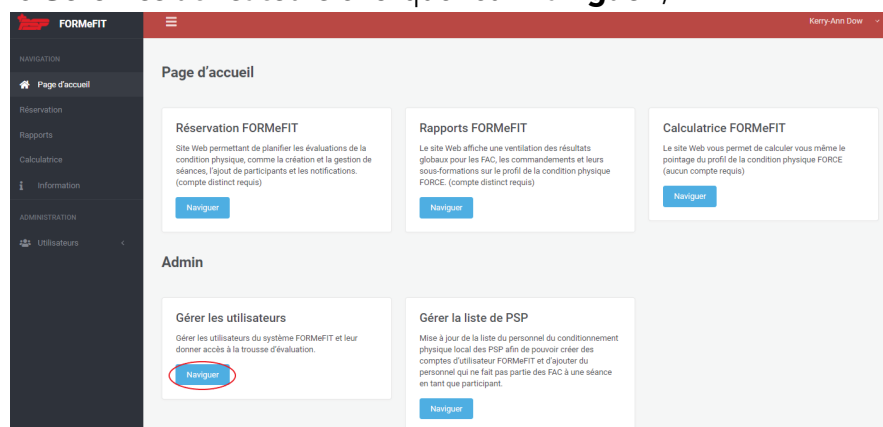 FORMeFIT
Kerry-Ann Dow
NAVIGATION
Page d'accueil
Réservation
Rapports
Calculatrice
Information
ADMINISTRATION
Utilisateurs
Page d'accueil
Réservation FORMeFIT
Site Web permettant de planifier les évaluations de la
condition physique, comme la création et la gestion de
séances, l'ajout de participants et les notifications.
(compte distinct requis)
Naviguer
Rapports FORMeFIT
Le site Web affiche une ventilation des résultats
globaux pour les FAC, les commandements et leurs
sous-formations sur le profil de la condition physique
FORCE. (compte distinct requis)
Naviguer
Calculatrice FORMeFIT
Le site Web vous permet de calculer vous même le
pointage du profil de la condition physique FORCE
(aucun compte requis)
Naviguer
Admin
Gérer les utilisateurs
Gérer les utilisateurs du système FORMeFIT et leur
donner accès à la trousse d'évaluation.
Naviguer
Gérer la liste de PSP
Mise à jour de la liste du personnel du conditionnement
physique local des PSP afin de pouvoir créer des
comptes d'utilisateur FORMeFIT et d'ajouter du
personnel qui ne fait pas partie des FAC à une séance
en tant que participant.
Naviguer